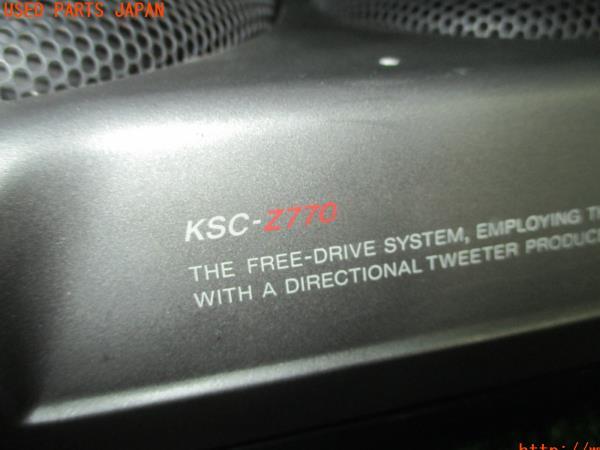 USED PARTS JAPAN
KSC-Z770
THE FREE-DRIVE SYSTEM, EMPLOYING
WITH A DIRECTIONAL TWEETER